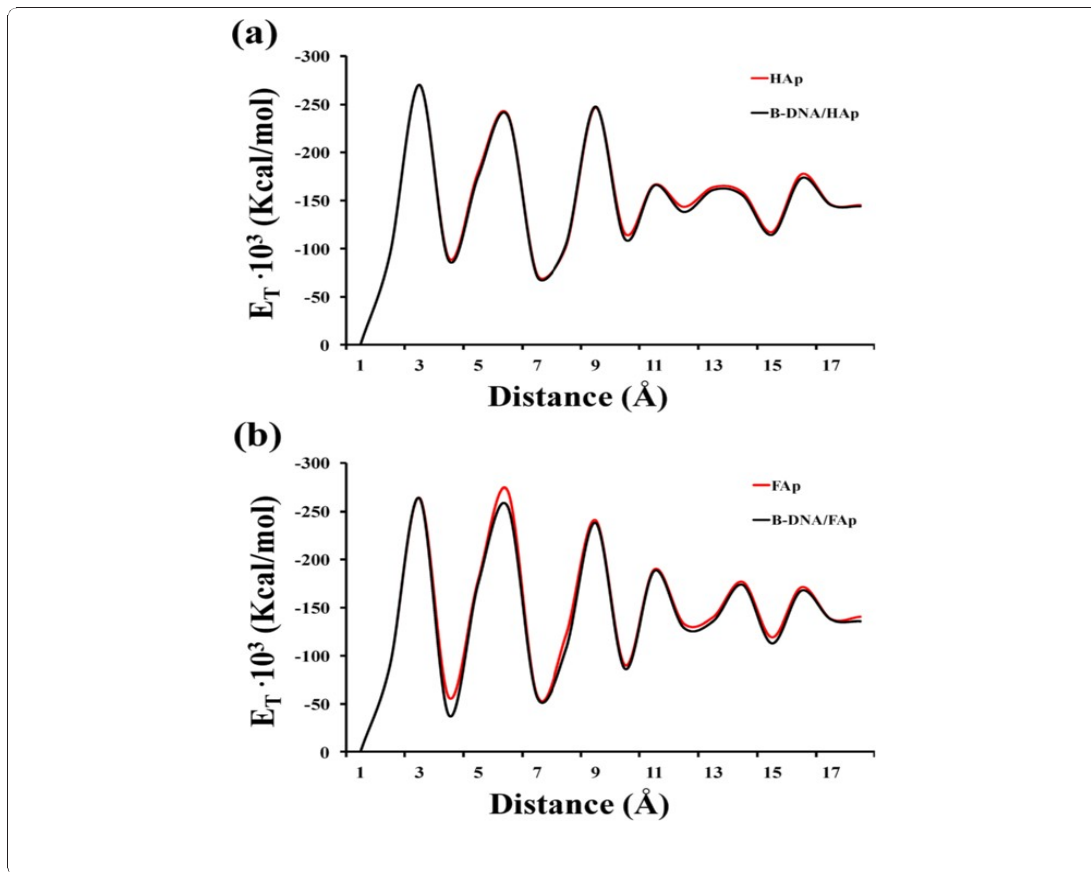 (a)
-300
-250
-200
-150
-100
-50
0
E_T ·10³ (Kcal/mol)
HAp
B-DNA/HAp
1 3 5 7 9 11 13 15 17
Distance (Å)
(b)
-300
-250
-200
-150
-100
-50
0
E_T ·10³ (Kcal/mol)
FAp
B-DNA/FAp
1 3 5 7 9 11 13 15 17
Distance (Å)